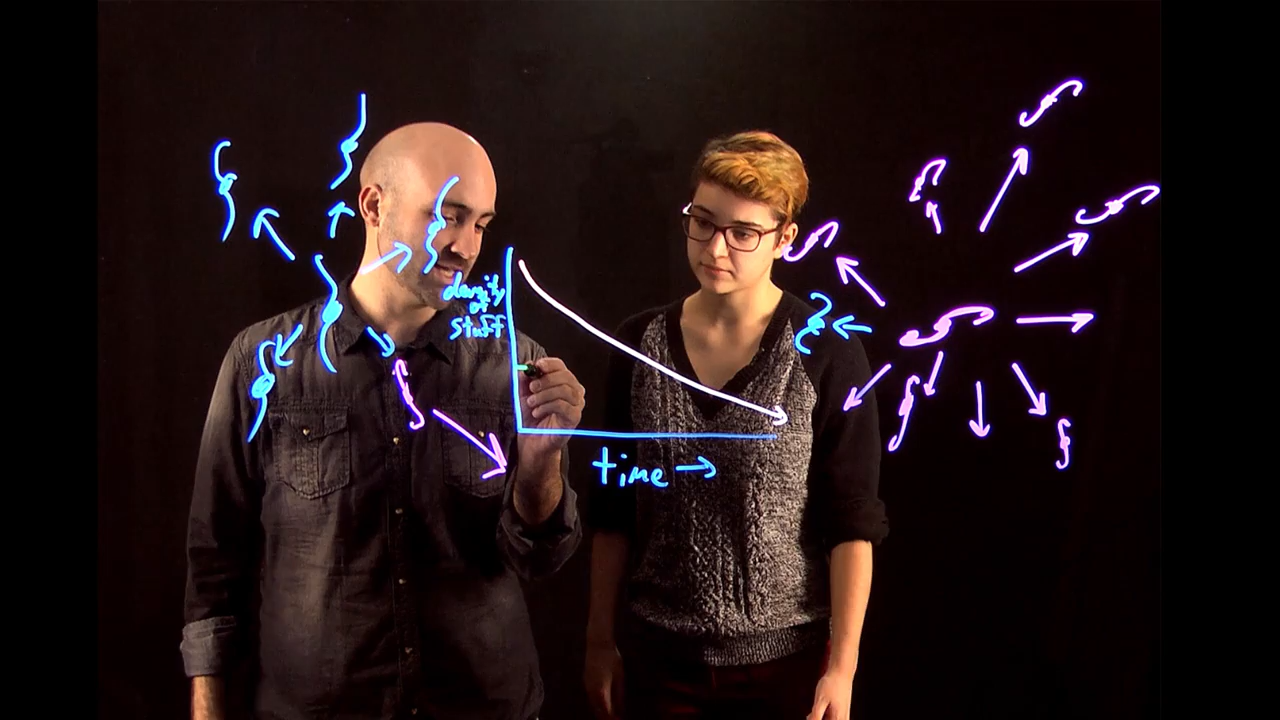 density
of
stuff
time →